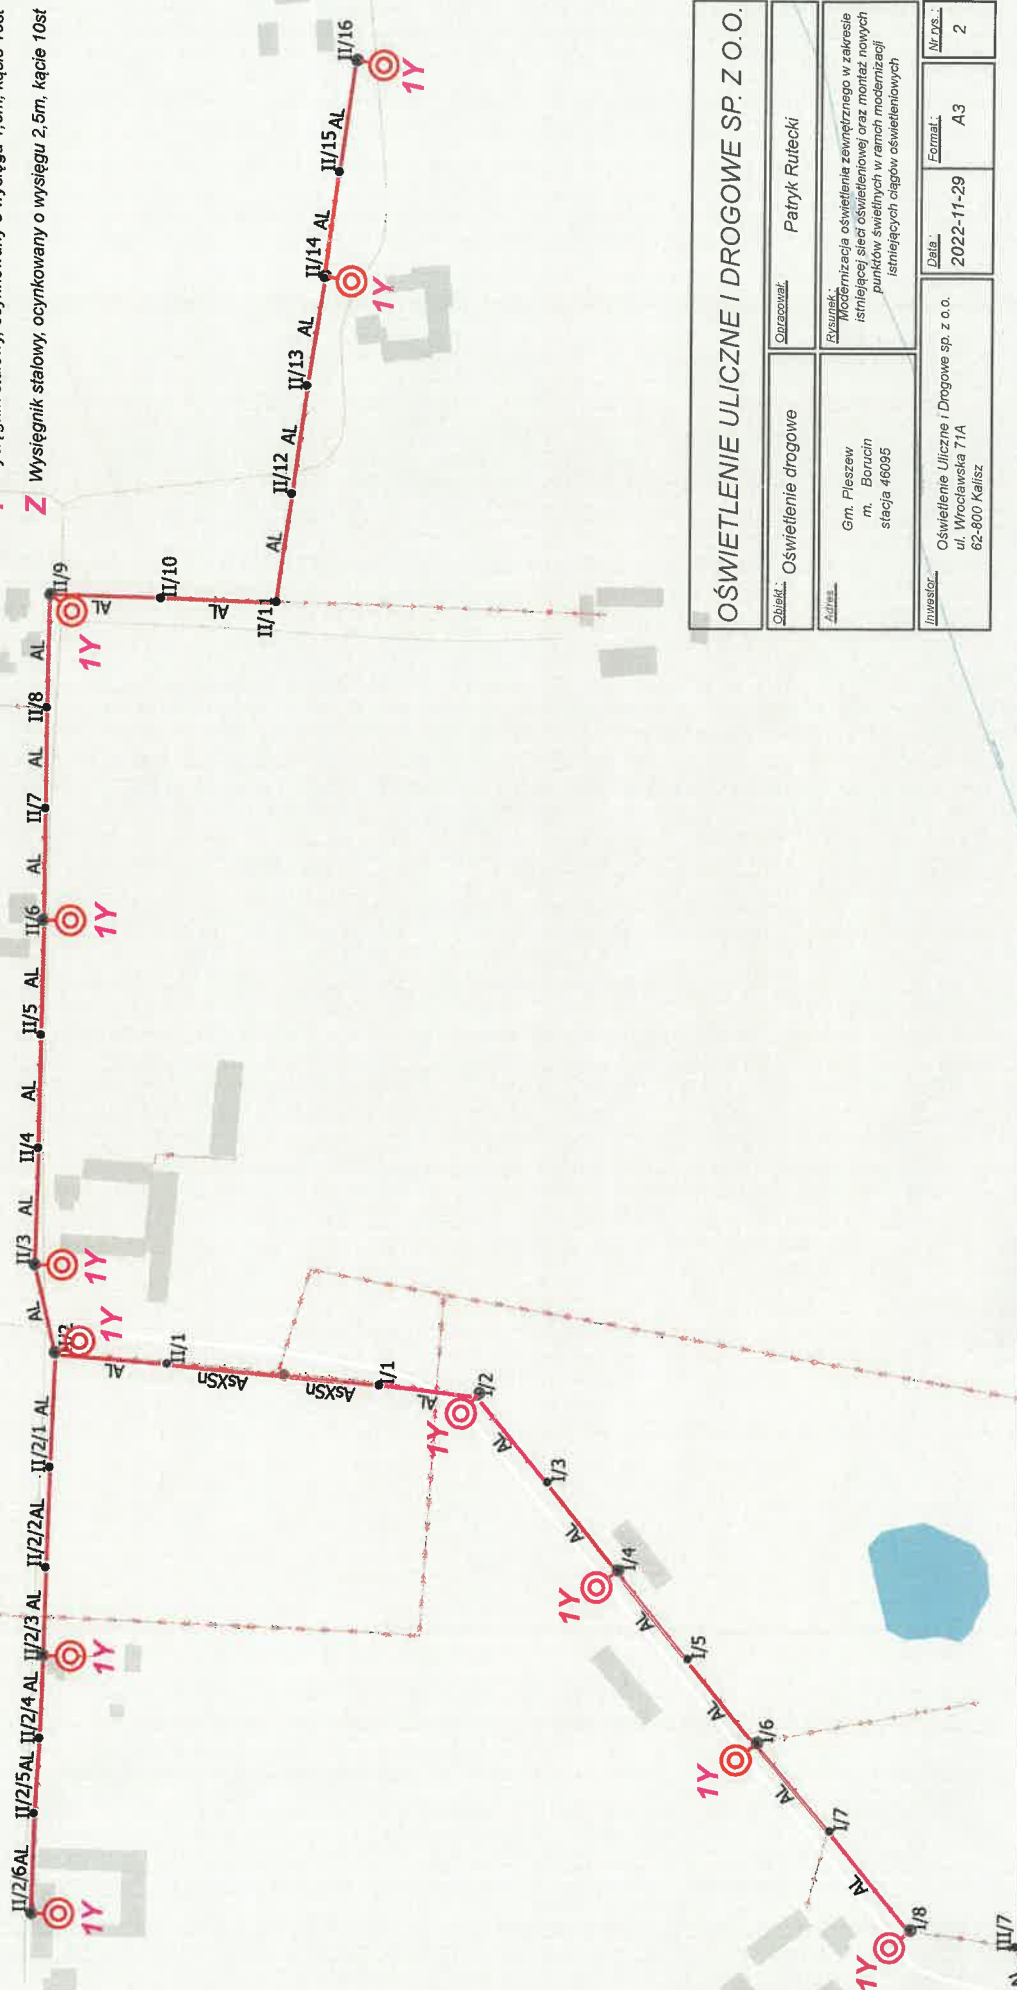 Z Wysięgnik stalowy, ocynkowany o wysięgu 2,5m, kącie 10st
II/2/6 AL II/2/5 AL II/2/4 AL II/2/3 AL II/2/2 AL II/2/1 AL
AL II/3 AL II/4 AL II/5 AL II/6 AL II/7 AL II/8 AL II/9
1Y
1Y
1Y
1Y
1Y
1Y
AL
II/10
AL
II/11
AL II/12 AL II/13 AL II/14 AL II/15 AL II/16
1Y
1Y
AL
II/1
AsXSn
AsXSn
I/1
AL
I/2
1Y
AL
I/3
AL
I/4
1Y
AL
I/5
AL
I/6
1Y
AL
I/7
AL
I/8
1Y
III/7
OŚWIETLENIE ULICZNE I DROGOWE SP. Z O.O.
Obiekt: Oświetlenie drogowe
Opracował: Patryk Rutecki
Adres:
Gm. Pleszew
m. Borucin
stacja 46095
Rysunek:
Modernizacja oświetlenia zewnętrznego w zakresie
istniejącej sieci oświetleniowej oraz montaż nowych
punktów świetlnych w ramch modernizacji
istniejących ciągów oświetleniowych
Inwestor:
Oświetlenie Uliczne i Drogowe sp. z o.o.
ul. Wrocławska 71A
62-800 Kalisz
Data:
2022-11-29
Format:
A3
Nr rys.:
2